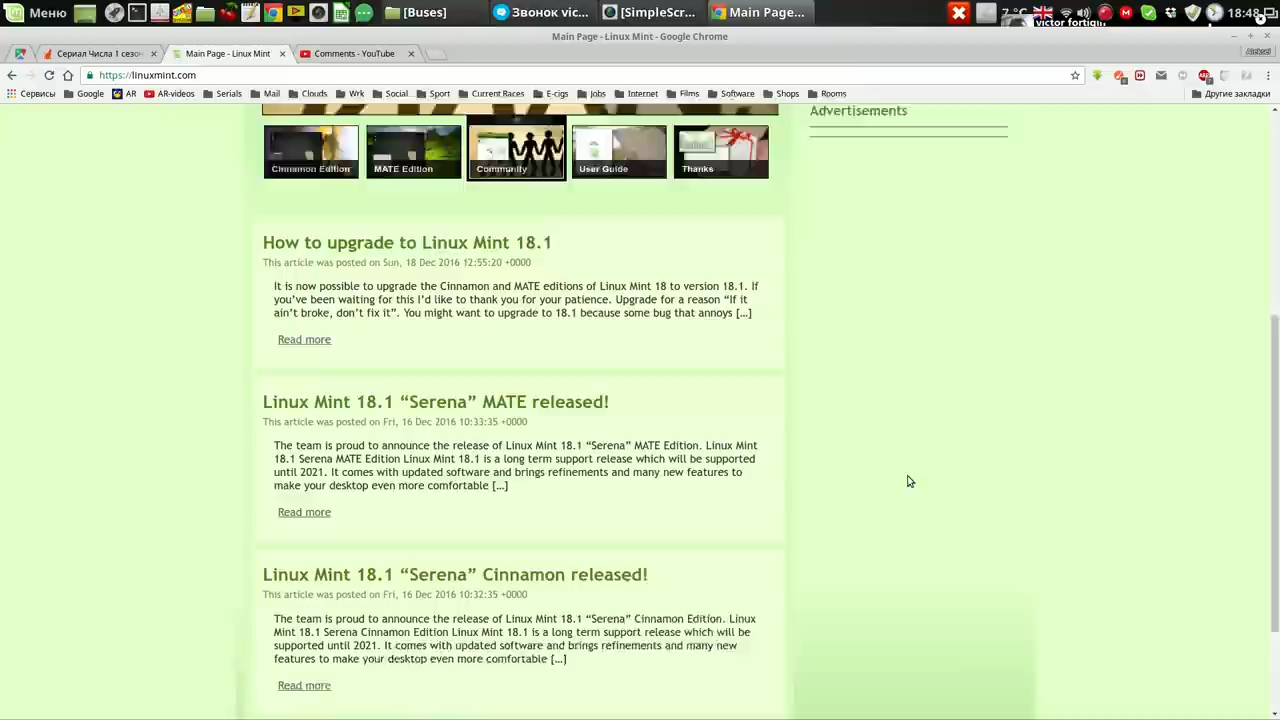 Меню
[Buses]
Звонок vic...
[SimpleScr...
Main Page...
7 °C
18:48
victor fortigin
Main Page - Linux Mint - Google Chrome
Сериал Числа 1 сезо
Main Page - Linux Mint
Comments - YouTube
Aleksei
https://linuxmint.com
Сервисы
Google
AR
AR-videos
Serials
Mail
Clouds
Wrk
Social
Sport
Current Races
E-cigs
Jobs
Internet
Films
Software
Shops
Rooms
Другие закладки
Advertisements
Cinnamon Edition
MATE Edition
Community
User Guide
Thanks
How to upgrade to Linux Mint 18.1
This article was posted on Sun, 18 Dec 2016 12:55:20 +0000
It is now possible to upgrade the Cinnamon and MATE editions of Linux Mint 18 to version 18.1. If
you've been waiting for this I'd like to thank you for your patience. Upgrade for a reason “If it
ain't broke, don't fix it”. You might want to upgrade to 18.1 because some bug that annoys [...]
Read more
Linux Mint 18.1 “Serena” MATE released!
This article was posted on Fri, 16 Dec 2016 10:33:35 +0000
The team is proud to announce the release of Linux Mint 18.1 “Serena” MATE Edition. Linux Mint
18.1 Serena MATE Edition Linux Mint 18.1 is a long term support release which will be supported
until 2021. It comes with updated software and brings refinements and many new features to
make your desktop even more comfortable [...]
Read more
Linux Mint 18.1 “Serena” Cinnamon released!
This article was posted on Fri, 16 Dec 2016 10:32:35 +0000
The team is proud to announce the release of Linux Mint 18.1 “Serena” Cinnamon Edition. Linux
Mint 18.1 Serena Cinnamon Edition Linux Mint 18.1 is a long term support release which will be
supported until 2021. It comes with updated software and brings refinements and many new
features to make your desktop even more comfortable [...]
Read more